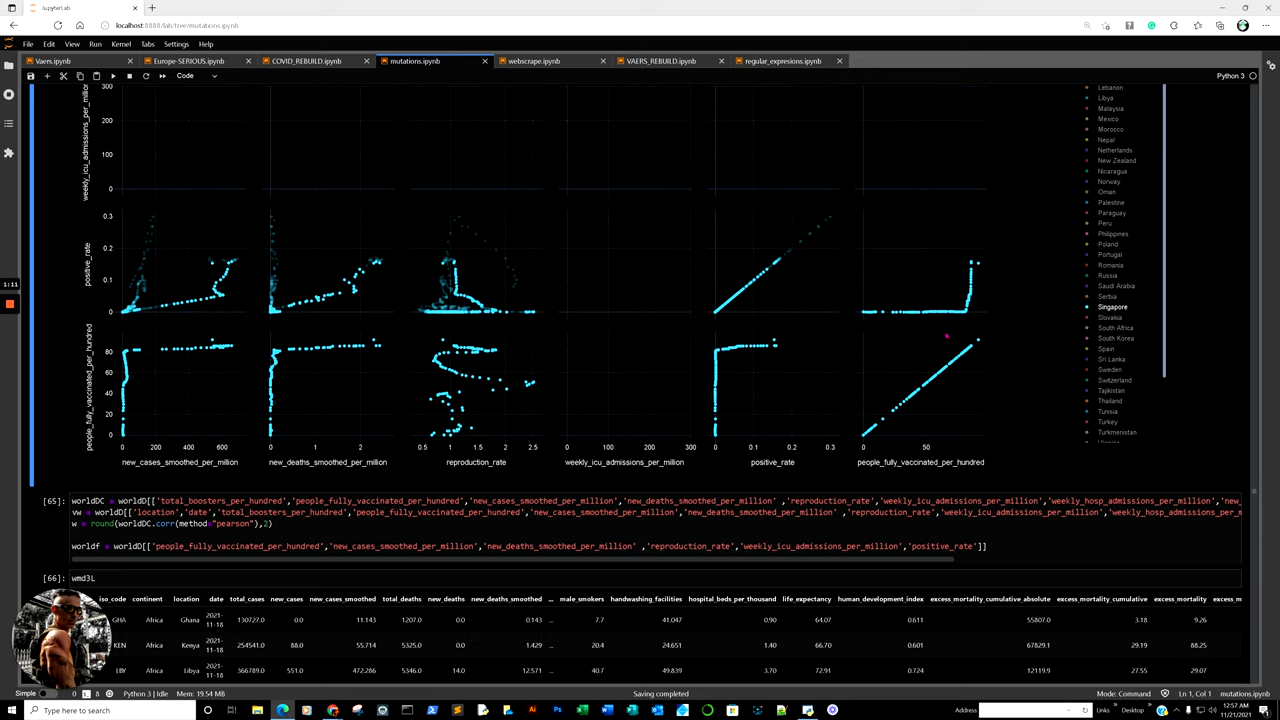 JupyterLab
localhost:8888/lab/tree/mutations.ipynb
File Edit View Run Kernel Tabs Settings Help
Vaers.ipynb Europe-SERIOUS.ipynb COVID_REBUILD.ipynb mutations.ipynb webscrape.ipynb VAERS_REBUILD.ipynb regular_expresions.ipynb
Code Python 3
weekly_icu_admissions_per_million
300
200
100
0
positive_rate
0.3
0.2
0.1
0
people_fully_vaccinated_per_hundred
80
60
40
20
0
0 200 400 600 0 1 2 0.5 1 1.5 2 2.5 0 100 200 300 0 0.1 0.2 0.3 0 50
new_cases_smoothed_per_million new_deaths_smoothed_per_million reproduction_rate weekly_icu_admissions_per_million positive_rate people_fully_vaccinated_per_hundred
Lebanon
Libya
Malaysia
Mexico
Morocco
Nepal
Netherlands
New Zealand
Nicaragua
Norway
Oman
Palestine
Paraguay
Peru
Philippines
Poland
Portugal
Romania
Russia
Saudi Arabia
Serbia
Singapore
Slovakia
South Africa
South Korea
Spain
Sri Lanka
Sweden
Switzerland
Tajikistan
Thailand
Tunisia
Turkey
Turkmenistan
1:11
[65]: worldDC = worldD[['total_boosters_per_hundred','people_fully_vaccinated_per_hundred','new_cases_smoothed_per_million','new_deaths_smoothed_per_million' ,'reproduction_rate','weekly_icu_admissions_per_million','weekly_hosp_admissions_per_million','new_
vw = worldD[['location','date','total_boosters_per_hundred','people_fully_vaccinated_per_hundred','new_cases_smoothed_per_million','new_deaths_smoothed_per_million' ,'reproduction_rate','weekly_icu_admissions_per_million','weekly_hosp_admissions_per_m
w = round(worldDC.corr(method="pearson"),2)
worldf = worldD[['people_fully_vaccinated_per_hundred','new_cases_smoothed_per_million','new_deaths_smoothed_per_million' ,'reproduction_rate','weekly_icu_admissions_per_million','positive_rate']]
[66]: wmd3L
iso_code continent location date total_cases new_cases new_cases_smoothed total_deaths new_deaths new_deaths_smoothed ... male_smokers handwashing_facilities hospital_beds_per_thousand life_expectancy human_development_index excess_mortality_cumulative_absolute excess_mortality_cumulative excess_mortality excess_m
GHA Africa Ghana 2021-11-18 130727.0 0.0 11.143 1207.0 0.0 0.143 ... 7.7 41.047 0.90 64.07 0.611 55807.0 3.18 9.26
KEN Africa Kenya 2021-11-18 254541.0 88.0 55.714 5325.0 0.0 1.429 ... 20.4 24.651 1.40 66.70 0.601 67829.1 29.19 88.25
LBY Africa Libya 2021-11-18 366789.0 551.0 472.286 5346.0 14.0 12.571 ... 40.7 49.839 3.70 72.91 0.724 12119.9 27.55 29.07
Simple 0 8 Python 3 | Idle Mem: 19.54 MB Saving completed Mode: Command Ln 1, Col 1 mutations.ipynb
Type here to search Address Links Desktop 12:57 AM
11/21/2021